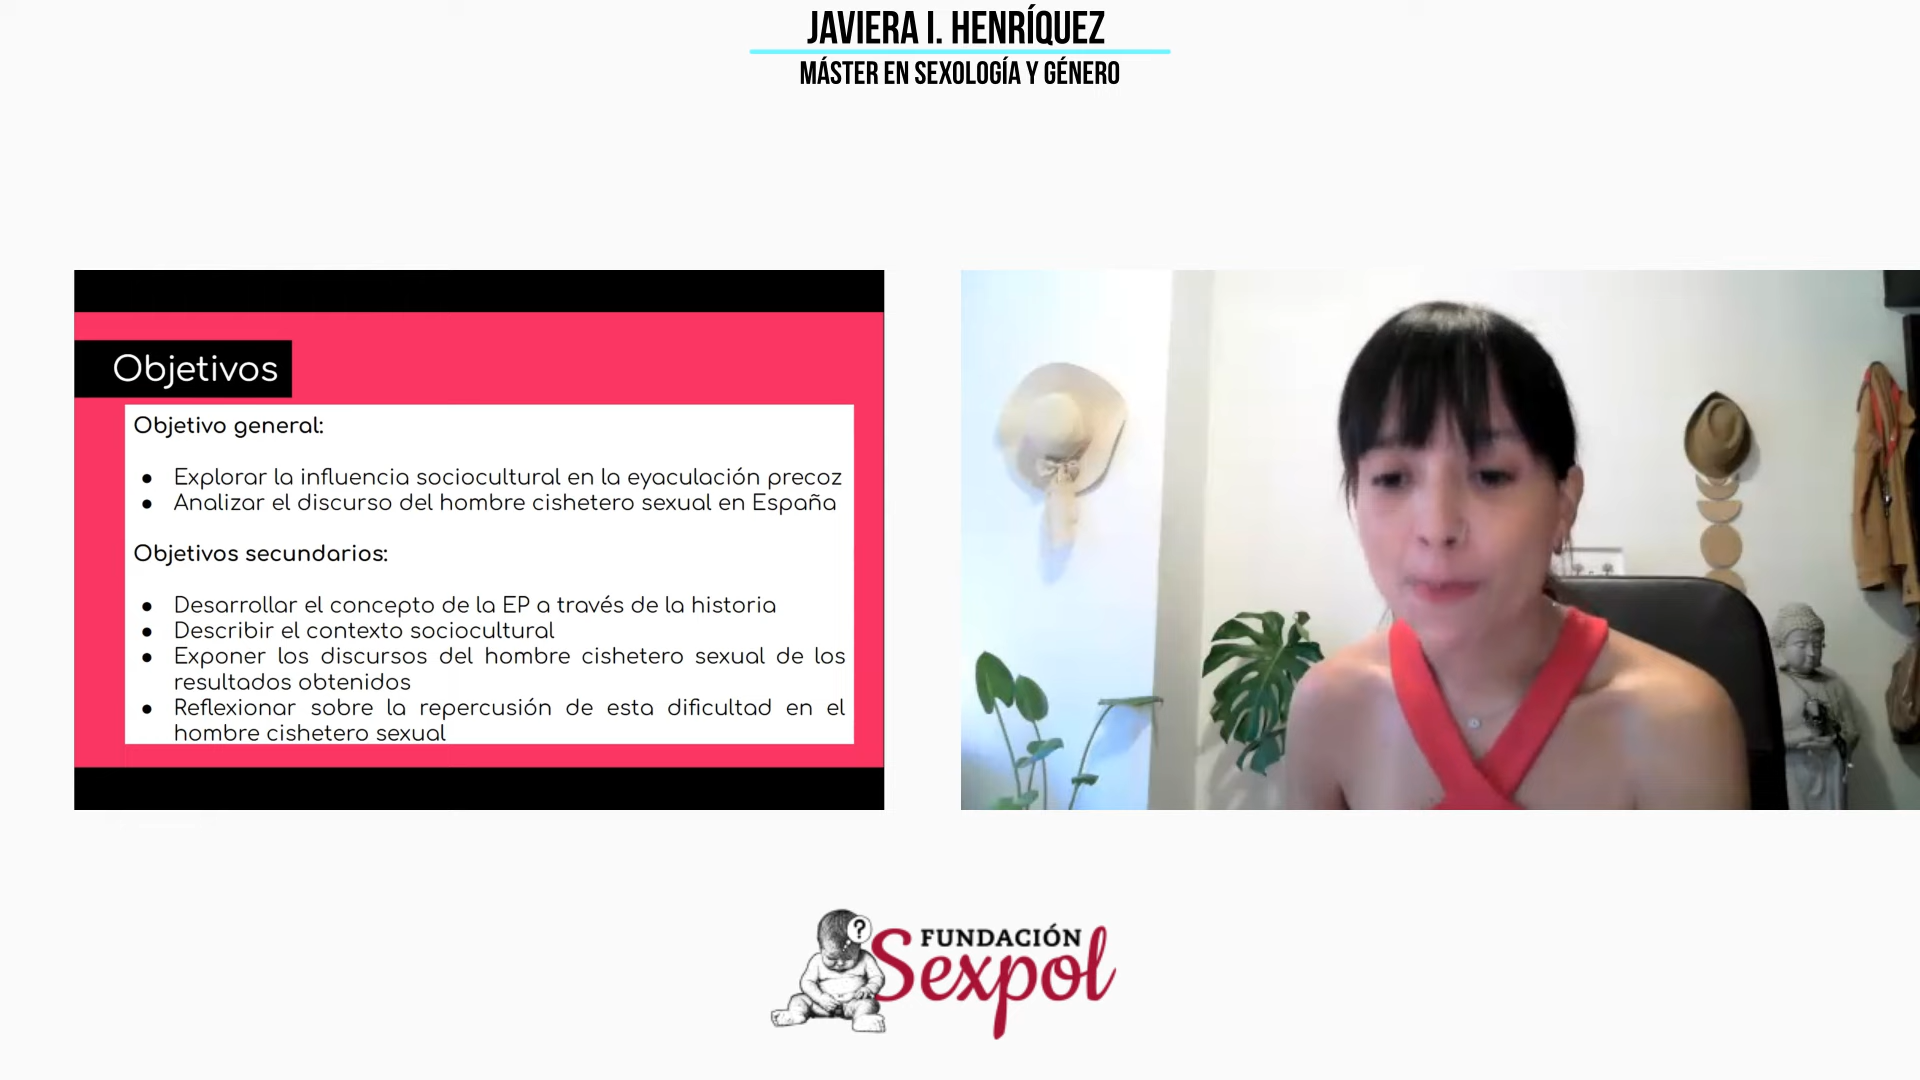 JAVIERA I. HENRÍQUEZ
MÁSTER EN SEXOLOGÍA Y GÉNERO
Objetivos
Objetivo general:
● Explorar la influencia sociocultural en la eyaculación precoz
● Analizar el discurso del hombre cishetero sexual en España
Objetivos secundarios:
● Desarrollar el concepto de la EP a través de la historia
● Describir el contexto sociocultural
● Exponer los discursos del hombre cishetero sexual de los
resultados obtenidos
● Reflexionar sobre la repercusión de esta dificultad en el
hombre cishetero sexual
?
FUNDACIÓN
Sexpol